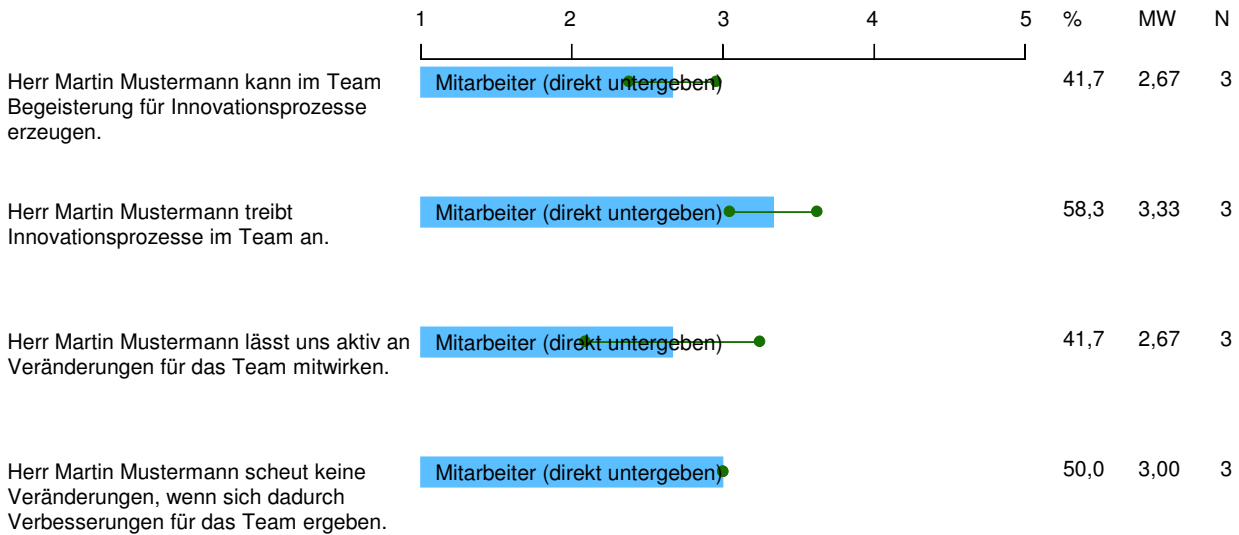 1 2 3 4 5 % MW N
Herr Martin Mustermann kann im Team Mitarbeiter (direkt untergeben) 41,7 2,67 3
Begeisterung für Innovationsprozesse
erzeugen.
Herr Martin Mustermann treibt Mitarbeiter (direkt untergeben) 58,3 3,33 3
Innovationsprozesse im Team an.
Herr Martin Mustermann lässt uns aktiv an Mitarbeiter (direkt untergeben) 41,7 2,67 3
Veränderungen für das Team mitwirken.
Herr Martin Mustermann scheut keine Mitarbeiter (direkt untergeben) 50,0 3,00 3
Veränderungen, wenn sich dadurch
Verbesserungen für das Team ergeben.